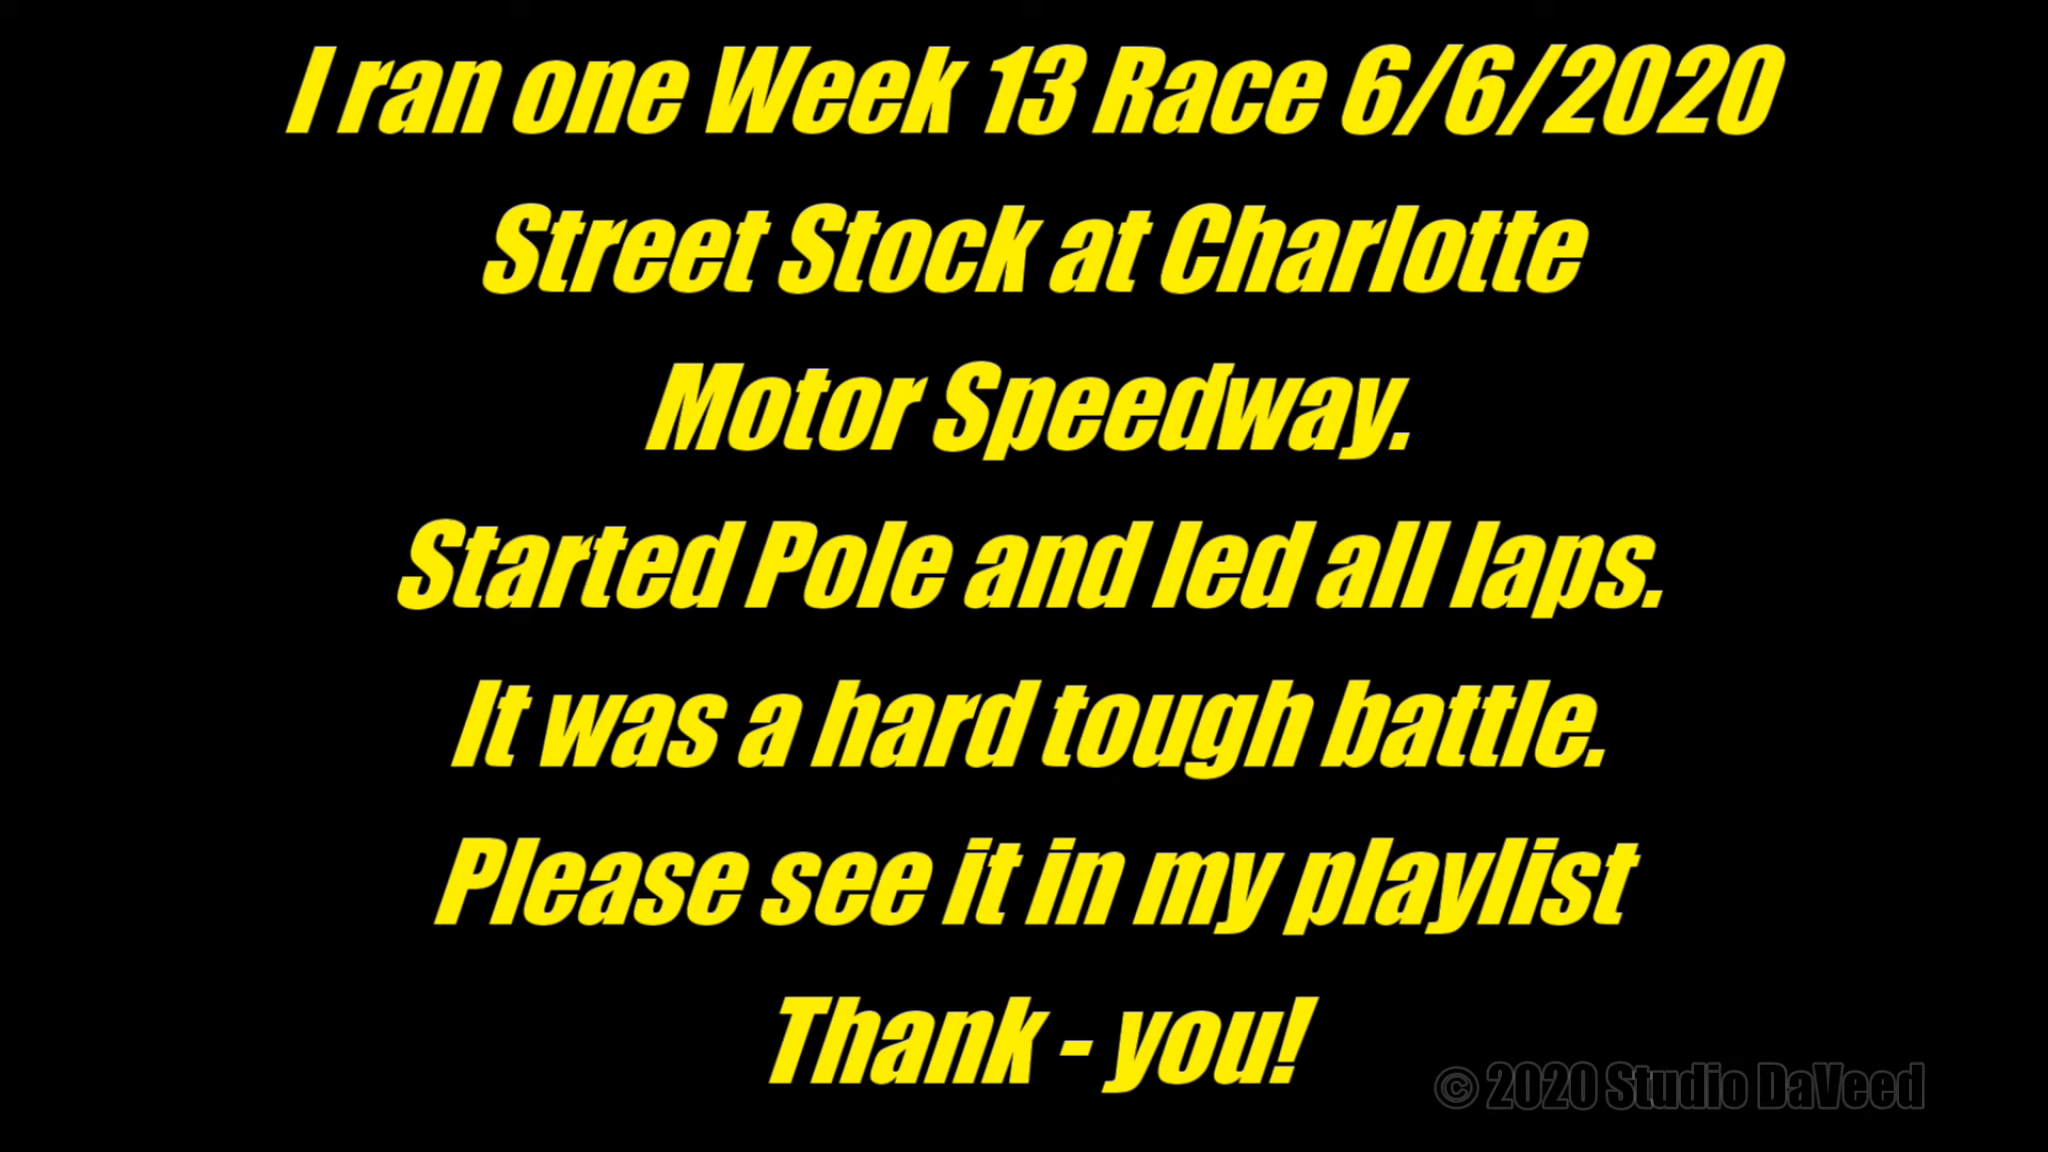 I ran one Week 13 Race 6/6/2020
Street Stock at Charlotte
Motor Speedway.
Started Pole and led all laps.
It was a hard tough battle.
Please see it in my playlist
Thank - you!
© 2020 Studio DaVeed